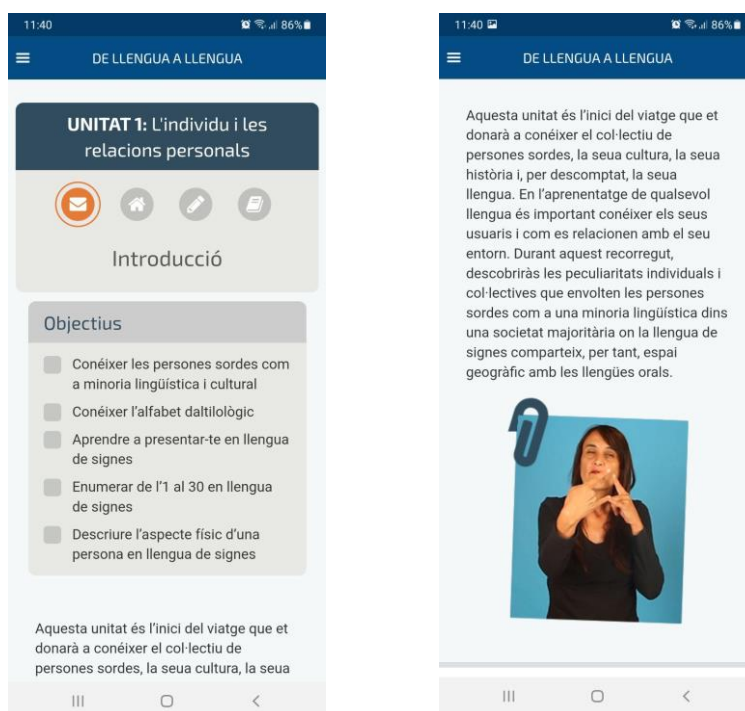 11:40
86%
DE LLENGUA A LLENGUA
UNITAT 1: L'individu i les
relacions personals
Introducció
Objectius
Conéixer les persones sordes com
a minoria lingüística i cultural
Conéixer l'alfabet daltilològic
Aprendre a presentar-te en llengua
de signes
Enumerar de l'1 al 30 en llengua
de signes
Descriure l'aspecte físic d'una
persona en llengua de signes
Aquesta unitat és l'inici del viatge que et
donarà a conéixer el col·lectiu de
persones sordes, la seua cultura, la seua
11:40
86%
DE LLENGUA A LLENGUA
Aquesta unitat és l'inici del viatge que et
donarà a conéixer el col·lectiu de
persones sordes, la seua cultura, la seua
història i, per descomptat, la seua
llengua. En l'aprenentatge de qualsevol
llengua és important conéixer els seus
usuaris i com es relacionen amb el seu
entorn. Durant aquest recorregut,
descobriràs les peculiaritats individuals i
col·lectives que envolten les persones
sordes com a una minoria lingüística dins
una societat majoritària on la llengua de
signes comparteix, per tant, espai
geogràfic amb les llengües orals.